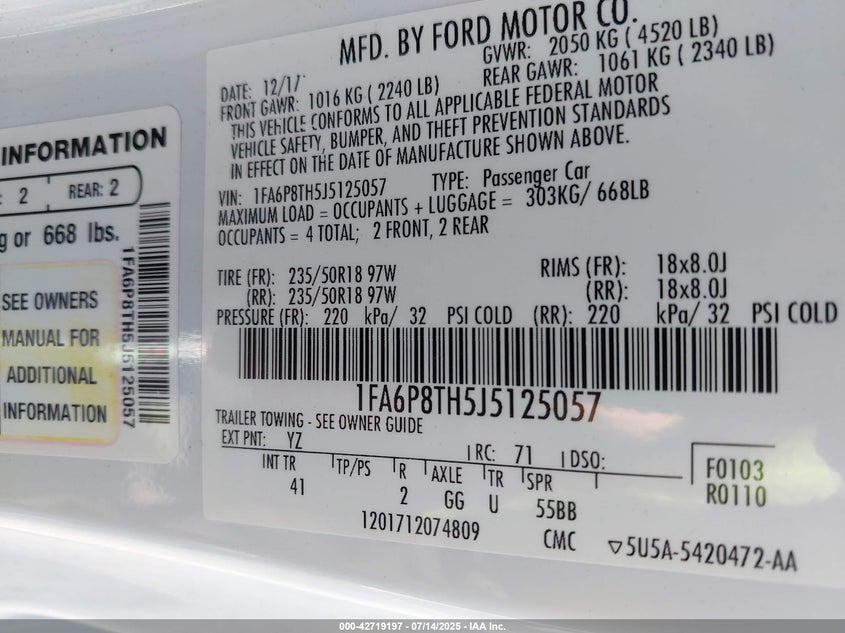 INFORMATION
2 REAR: 2
g or 668 lbs.
SEE OWNERS
MANUAL FOR
ADDITIONAL
INFORMATION
1FA6P8TH5J5125057
MFD. BY FORD MOTOR CO.
DATE: 12/17 GVWR: 2050 KG ( 4520 LB)
FRONT GAWR: 1016 KG ( 2240 LB) REAR GAWR: 1061 KG ( 2340 LB)
THIS VEHICLE CONFORMS TO ALL APPLICABLE FEDERAL MOTOR
VEHICLE SAFETY, BUMPER, AND THEFT PREVENTION STANDARDS
IN EFFECT ON THE DATE OF MANUFACTURE SHOWN ABOVE.
VIN: 1FA6P8TH5J5125057 TYPE: Passenger Car
MAXIMUM LOAD = OCCUPANTS + LUGGAGE = 303KG/ 668LB
OCCUPANTS = 4 TOTAL; 2 FRONT, 2 REAR
TIRE (FR): 235/50R18 97W RIMS (FR): 18x8.0J
(RR): 235/50R18 97W (RR): 18x8.0J
PRESSURE (FR): 220 kPa/ 32 PSI COLD (RR): 220 kPa/ 32 PSI COLD
1FA6P8TH5J5125057
TRAILER TOWING - SEE OWNER GUIDE
EXT PNT: YZ RC: 71 DSO:
INT TR TP/PS R AXLE TR SPR
41 2 GG U 55BB
F0103
R0110
1201712074809 CMC ▽5U5A-5420472-AA
000-42719197 - 07/14/2025 - IAA Inc.